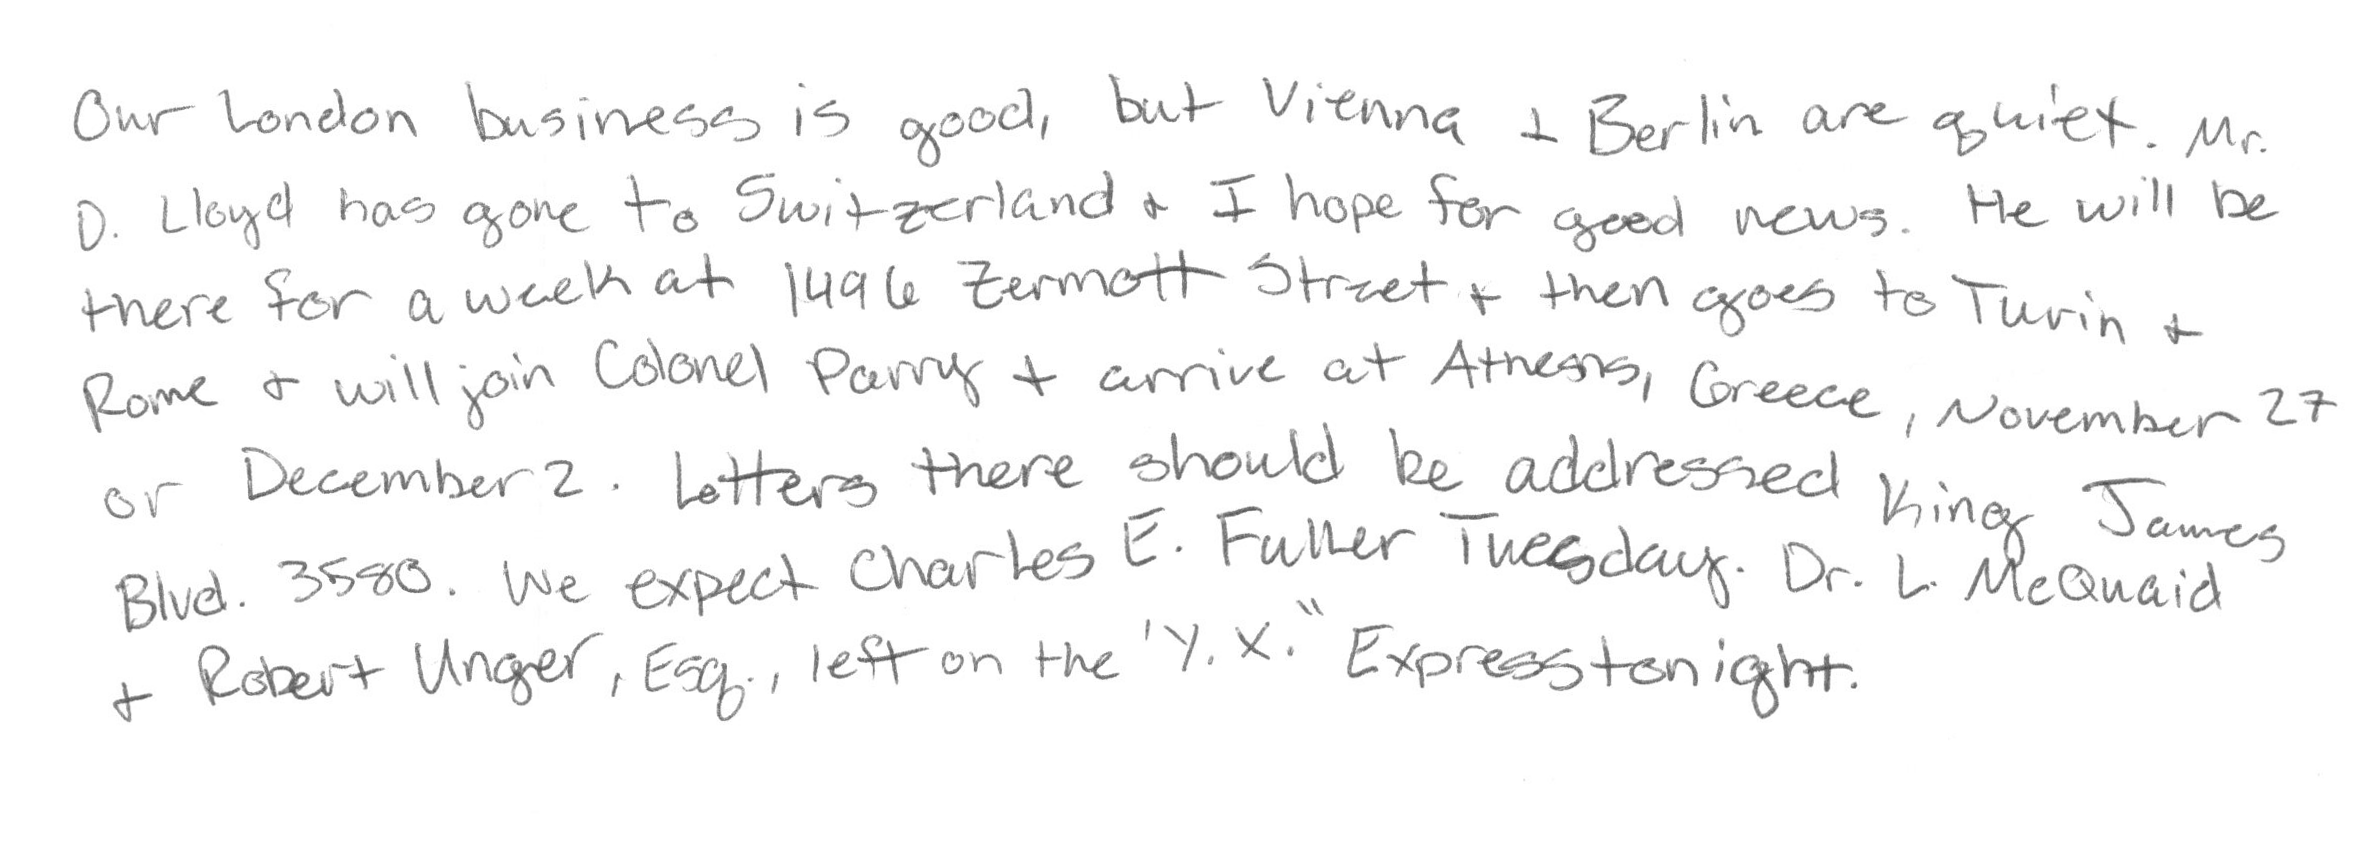 Our London business is good, but Vienna + Berlin are quiet. Mr.
D. Lloyd has gone to Switzerland + I hope for good news. He will be
there for a week at 1496 Zermott Street + then goes to Turin +
Rome + will join Colonel Parry + arrive at Athens, Greece, November 27
or December 2. Letters there should be addressed King James
Blvd. 3580. We expect Charles E. Fuller Tuesday. Dr. L. McQuaid
+ Robert Unger, Esq., left on the 'Y. X." Express tonight.